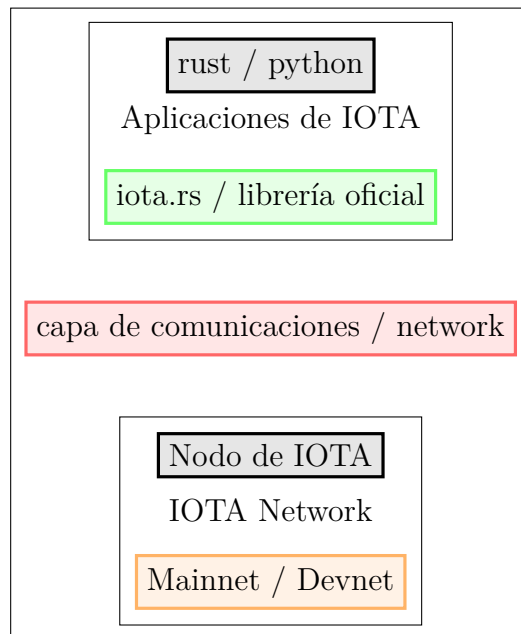 rust / python
Aplicaciones de IOTA
iota.rs / librería oficial
capa de comunicaciones / network
Nodo de IOTA
IOTA Network
Mainnet / Devnet